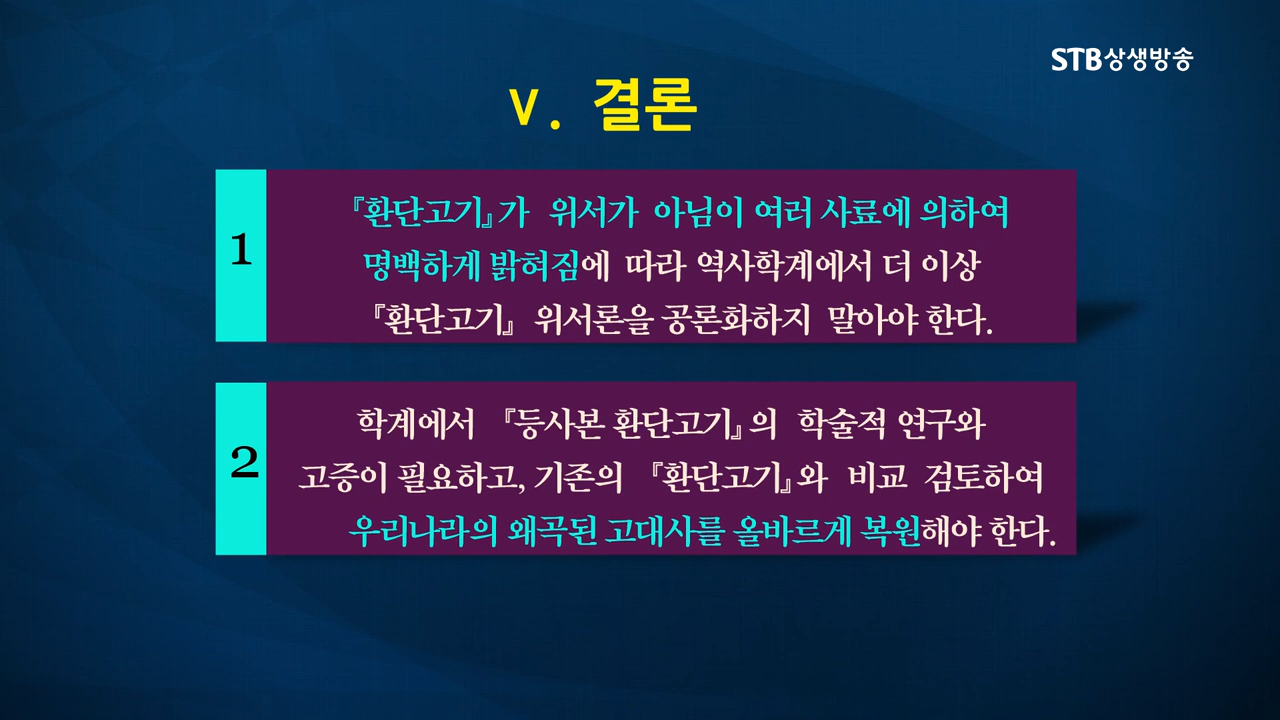 STB상생방송
V. 결론
1
『환단고기』가 위서가 아님이 여러 사료에 의하여
명백하게 밝혀짐에 따라 역사학계에서 더 이상
『환단고기』 위서론을 공론화하지 말아야 한다.
2
학계에서 『등사본 환단고기』의 학술적 연구와
고증이 필요하고, 기존의 『환단고기』와 비교 검토하여
우리나라의 왜곡된 고대사를 올바르게 복원해야 한다.